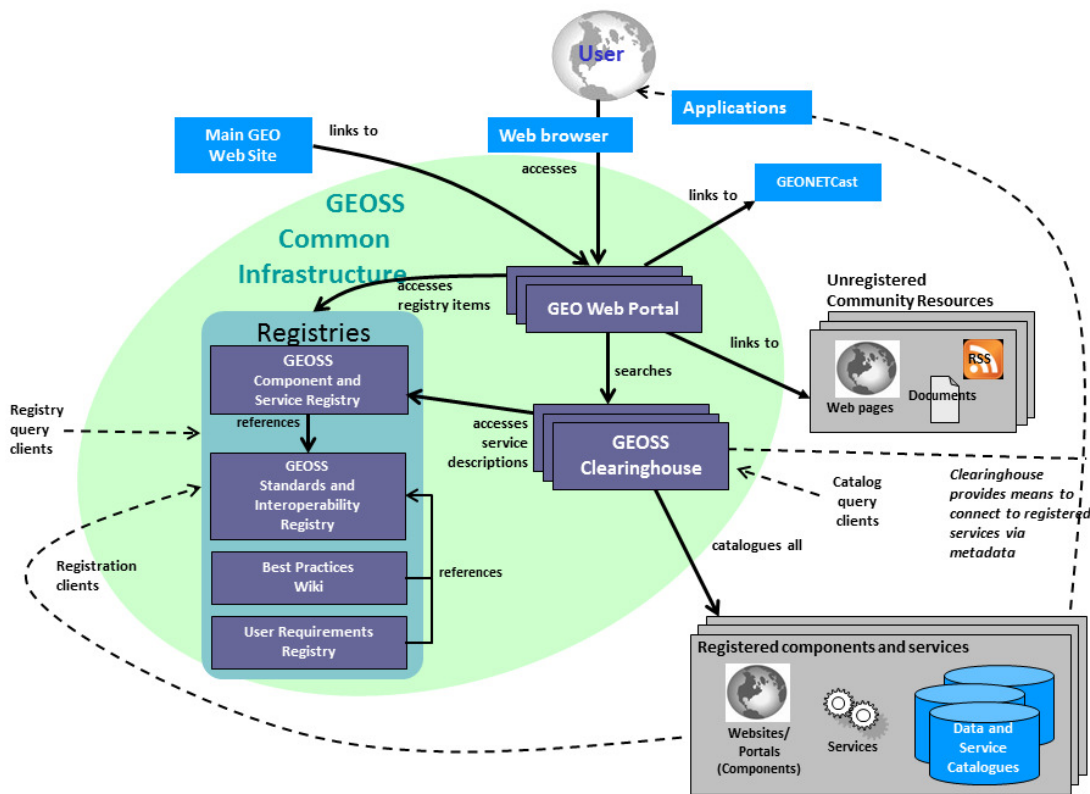 User
Applications
Main GEO
Web Site
links to
Web browser
accesses
GEONETCast
links to
GEOSS
Common
Infrastructure
accesses
registry items
GEO Web Portal
Unregistered
Community Resources
RSS
Web pages
Documents
links to
searches
Registries
GEOSS
Component and
Service Registry
references
accesses
service
descriptions
GEOSS
Clearinghouse
Registry
query
clients
GEOSS
Standards and
Interoperability
Registry
Catalog
query
clients
Clearinghouse
provides means to
connect to registered
services via
metadata
catalogues all
Registration
clients
Best Practices
Wiki
references
User Requirements
Registry
Registered components and services
Websites/
Portals
(Components)
Services
Data and
Service
Catalogues